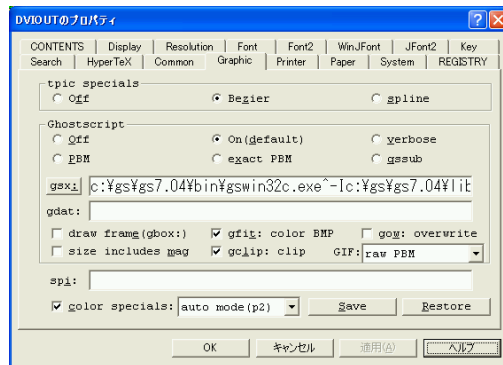 DVIOUTのプロパティ
CONTENTS Display Resolution Font Font2 WinJFont JFont2 Key
Search HyperTeX Common Graphic Printer Paper System REGISTRY
tpic specials
Off Bezier spline
Ghostscript
Off On(default) verbose
PBM exact PBM gssub
gsx: c:¥gs¥gs7.04¥bin¥gswin32c.exe^-Ic:¥gs¥gs7.04¥lib
gdat:
draw frame(gbox:) gfit: color BMP gow: overwrite
size includes mag gclip: clip GIF: raw PBM
spi:
color specials: auto mode(p2) Save Restore
OK キャンセル 適用(A) ヘルプ